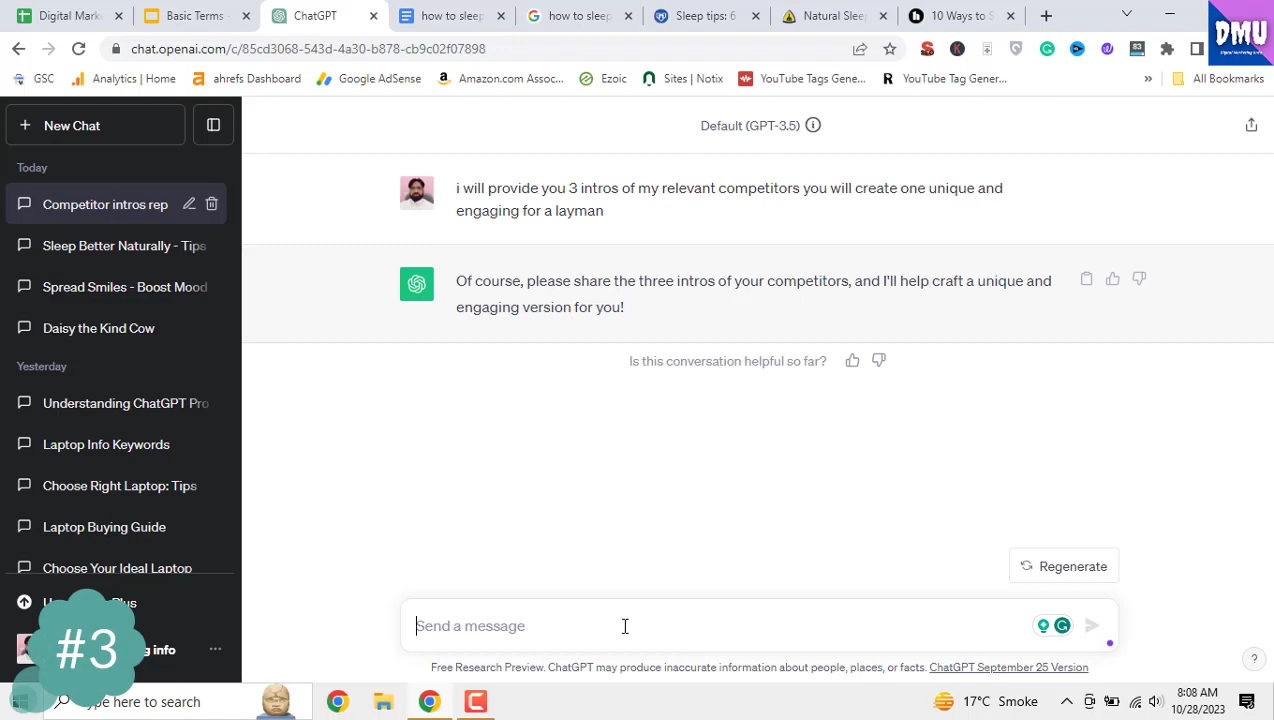 Digital Mark
Basic Terms -
ChatGPT
how to sleep
how to sleep
Sleep tips:
Natural Slee
10 Ways to S
chat.openai.com/c/85cd3068-543d-4a30-b878-cb9c02f07898
83
DMU
GSC
Analytics | Home
ahrefs Dashboard
Google AdSense
Amazon.com Assoc...
Ezoic
Sites | Notix
YouTube Tags Gene...
YouTube Tag Gener...
»
All Bookmarks
New Chat
Default (GPT-3.5)
Today
Competitor intros rep
Sleep Better Naturally - Tips
Spread Smiles - Boost Mood
Daisy the Kind Cow
Yesterday
Understanding ChatGPT Pro
Laptop Info Keywords
Choose Right Laptop: Tips
Laptop Buying Guide
Choose Your Ideal Laptop
#3
i will provide you 3 intros of my relevant competitors you will create one unique and
engaging for a layman
Of course, please share the three intros of your competitors, and I'll help craft a unique and
engaging version for you!
Is this conversation helpful so far?
Regenerate
Send a message
Free Research Preview. ChatGPT may produce inaccurate information about people, places, or facts. ChatGPT September 25 Version
?
info
here to search
17°C Smoke
8:08 AM
10/28/2023